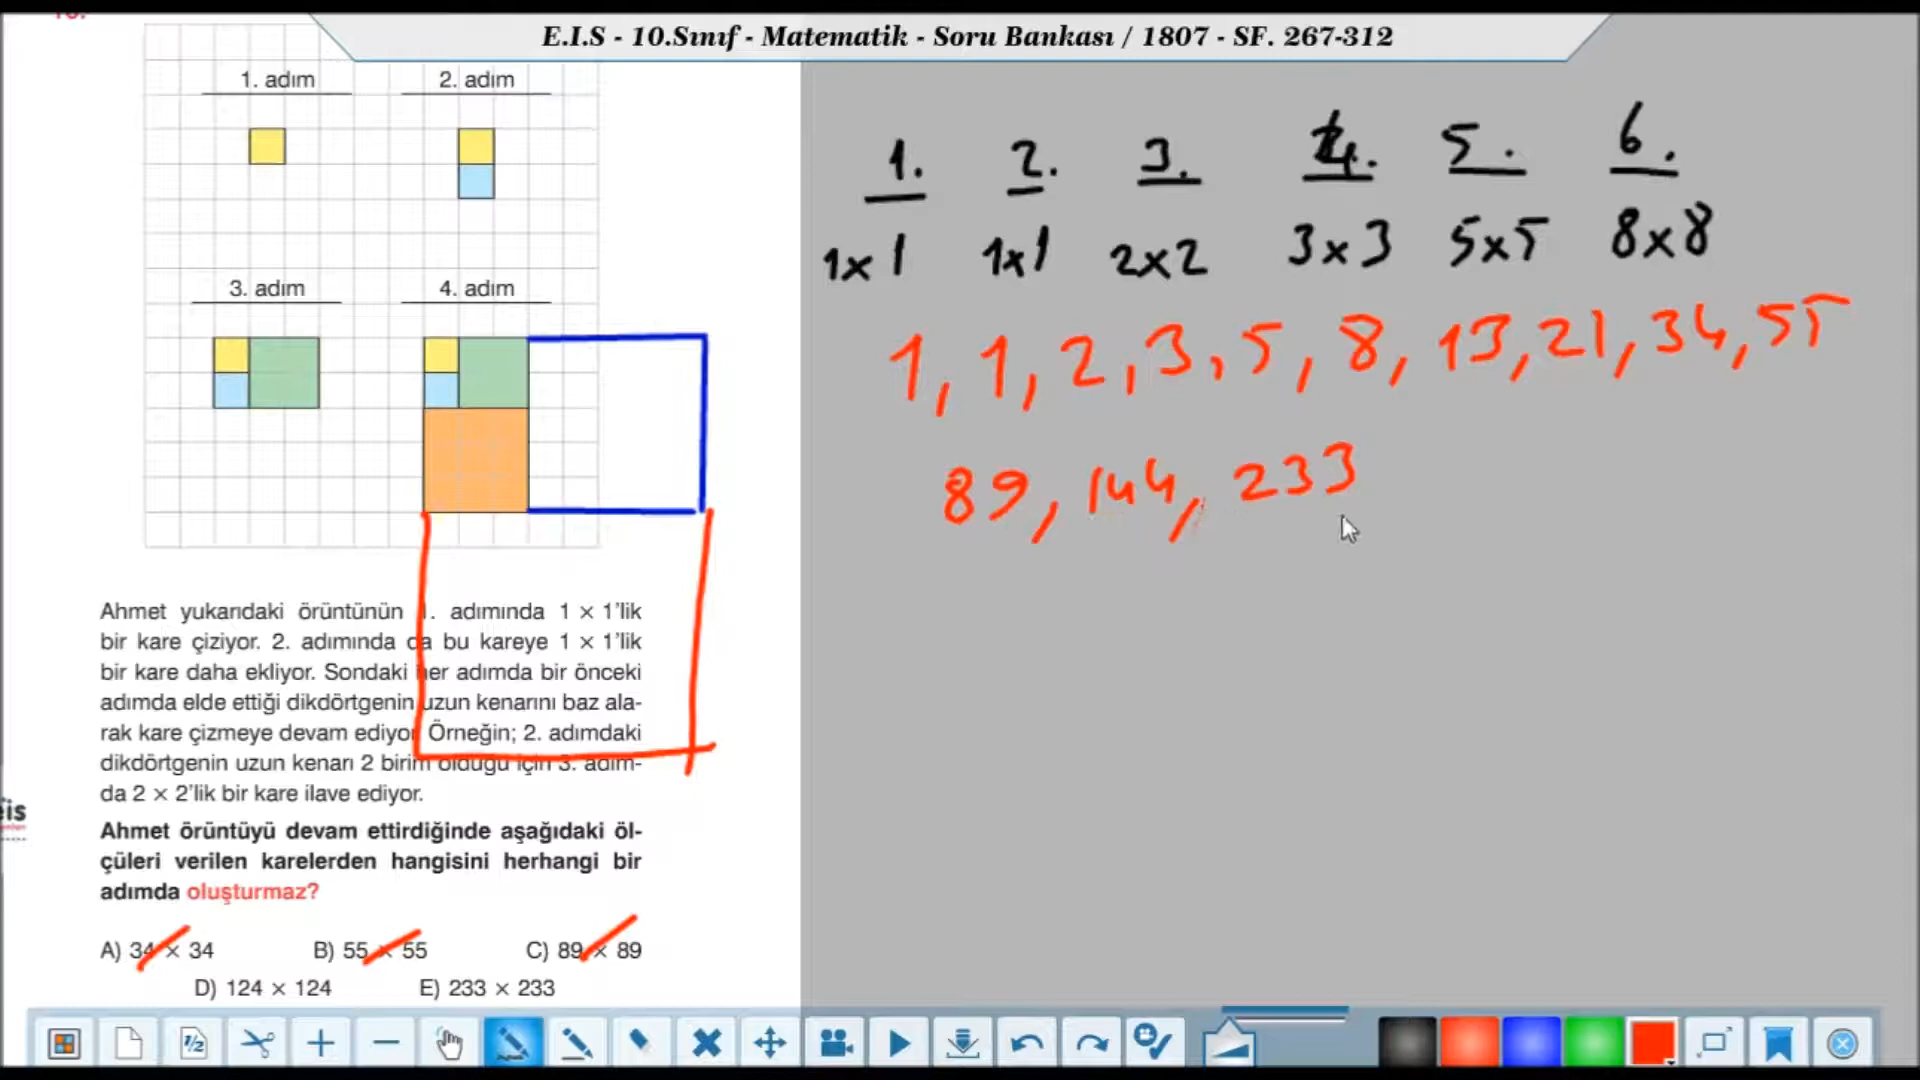 E.I.S - 10.Sınıf - Matematik - Soru Bankası / 1807 - SF. 267-312
1. adım
2. adım
3. adım
4. adım
Ahmet yukarıdaki örüntünün 1. adımında 1 × 1'lik
bir kare çiziyor. 2. adımında da bu kareye 1 × 1'lik
bir kare daha ekliyor. Sondaki her adımda bir önceki
adımda elde ettiği dikdörtgenin uzun kenarını baz ala-
rak kare çizmeye devam ediyor. Örneğin; 2. adımdaki
dikdörtgenin uzun kenarı 2 birim olduğu için 3. adım-
da 2 × 2'lik bir kare ilave ediyor.
Ahmet örüntüyü devam ettirdiğinde aşağıdaki öl-
çüleri verilen karelerden hangisini herhangi bir
adımda oluşturmaz?
A) 34 × 34 B) 55 × 55 C) 89 × 89
D) 124 × 124 E) 233 × 233
eis
1. 2. 3. 4. 5. 6.
1x1 1x1 2x2 3x3 5x5 8x8
1, 1, 2, 3, 5, 8, 13, 21, 34, 55
89, 144, 233
1/2